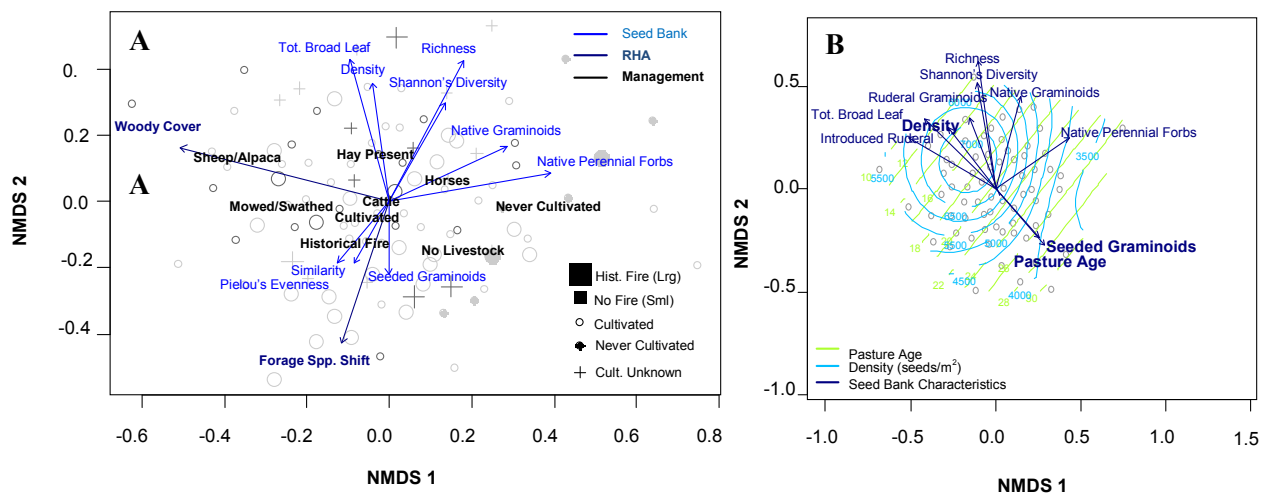 A
Tot. Broad Leaf
Richness
Density
Shannon's Diversity
Seed Bank
RHA
Management
Woody Cover
Sheep/Alpaca
Hay Present
Native Graminoids
Native Perennial Forbs
Horses
A
Mowed/Swathed
Cattle
Cultivated
Never Cultivated
Historical Fire
No Livestock
Similarity
Seeded Graminoids
Pielou's Evenness
Forage Spp. Shift
Hist. Fire (Lrg)
No Fire (Sml)
Cultivated
Never Cultivated
Cult. Unknown
0.
0.2
0.0
-0.2
-0.4
NMDS 2
-0.6
-0.4
-0.2
0.0
0.2
0.4
0.6
0.8
NMDS 1
B
Richness
Shannon's Diversity
Ruderal Graminoids
Native Graminoids
Tot. Broad Leaf
Density
Introduced Ruderal
Native Perennial Forbs
3500
5500
14
18
22
4500
4000
28
30
Seeded Graminoids
Pasture Age
Pasture Age
Density (seeds/m²)
Seed Bank Characteristics
0.5
0.0
-0.5
-1.0
NMDS 2
-1.0
-0.5
0.0
0.5
1.0
1.5
NMDS 1